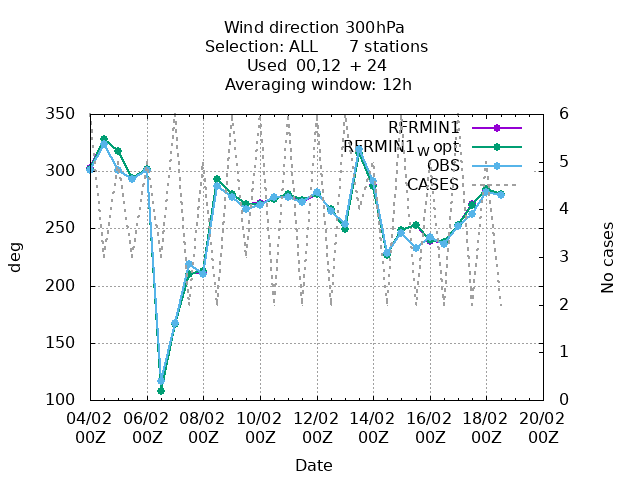 Wind direction 300hPa
Selection: ALL 7 stations
Used 00,12 + 24
Averaging window: 12h
RFRMIN1
RFRMIN1_w opt
OBS
CASES
350
300
250
200
150
100
deg
6
5
4
3
2
1
0
No cases
04/02 06/02 08/02 10/02 12/02 14/02 16/02 18/02 20/02
00Z 00Z 00Z 00Z 00Z 00Z 00Z 00Z 00Z
Date